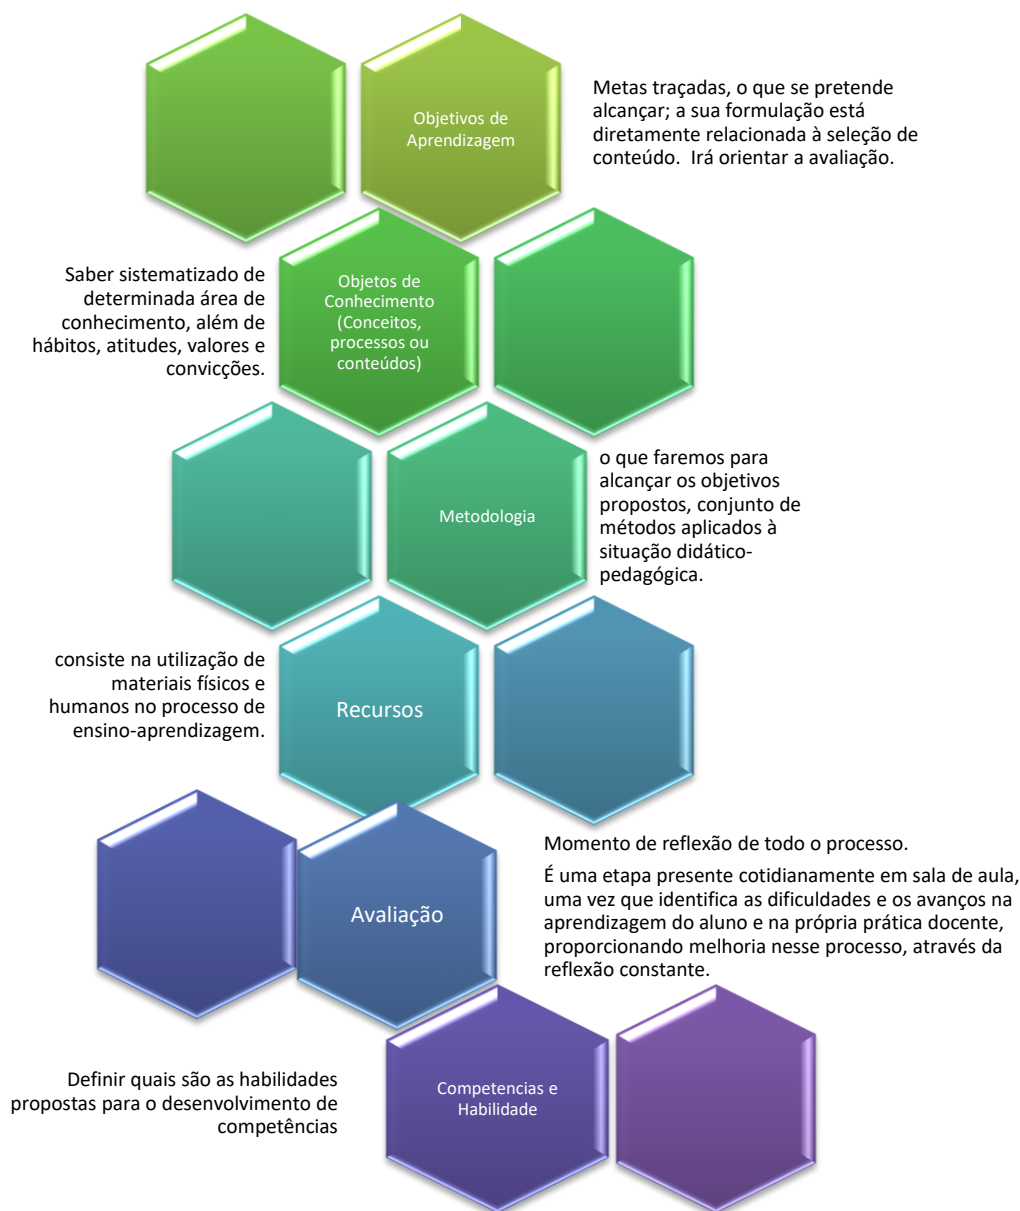 Objetivos de
Aprendizagem
Metas traçadas, o que se pretende
alcançar; a sua formulação está
diretamente relacionada à seleção de
conteúdo.  Irá orientar a avaliação.
Saber sistematizado de
determinada área de
conhecimento, além de
hábitos, atitudes, valores e
convicções.
Objetos de
Conhecimento
(Conceitos,
processos ou
conteúdos)
Metodologia
o que faremos para
alcançar os objetivos
propostos, conjunto de
métodos aplicados à
situação didático-
pedagógica.
consiste na utilização de
materiais físicos e
humanos no processo de
ensino-aprendizagem.
Recursos
Avaliação
Momento de reflexão de todo o processo.
É uma etapa presente cotidianamente em sala de aula,
uma vez que identifica as dificuldades e os avanços na
aprendizagem do aluno e na própria prática docente,
proporcionando melhoria nesse processo, através da
reflexão constante.
Definir quais são as habilidades
propostas para o desenvolvimento de
competências
Competencias e
Habilidade